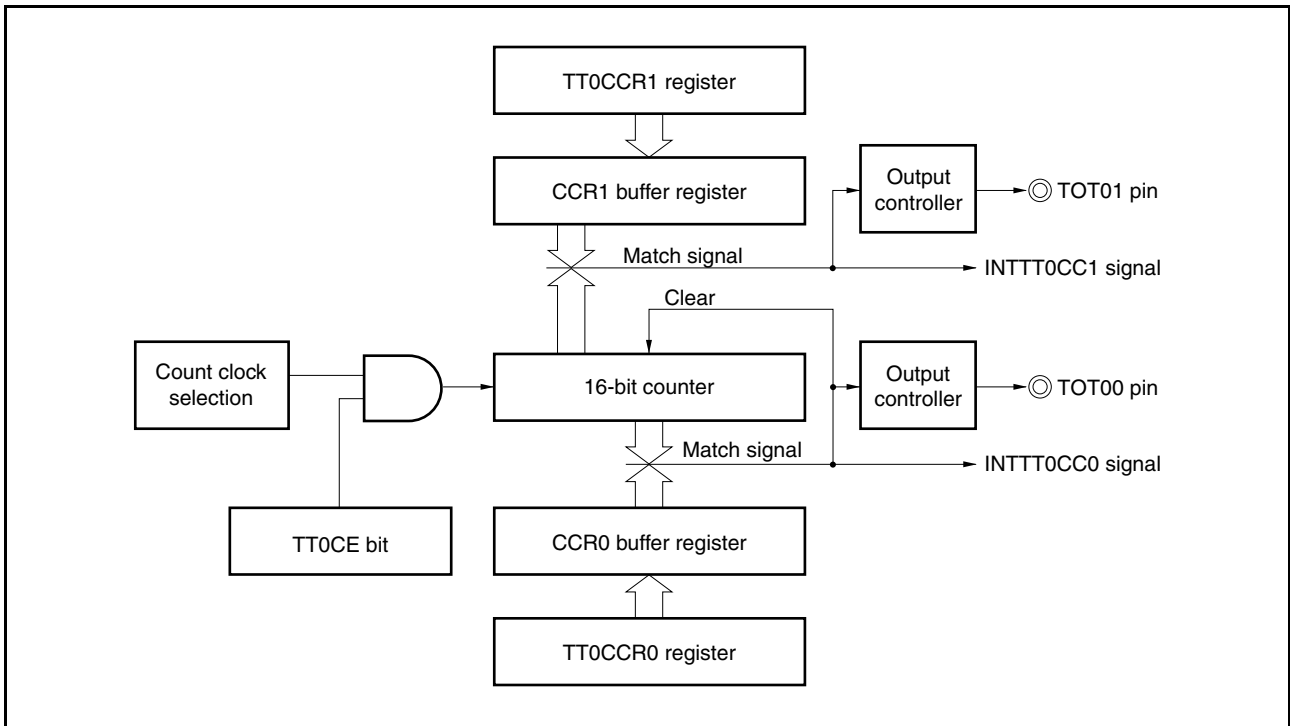 TT0CCR1 register
CCR1 buffer register
Output
controller
TOT01 pin
Match signal
INTTT0CC1 signal
Clear
Count clock
selection
16-bit counter
Output
controller
TOT00 pin
Match signal
INTTT0CC0 signal
TT0CE bit
CCR0 buffer register
TT0CCR0 register